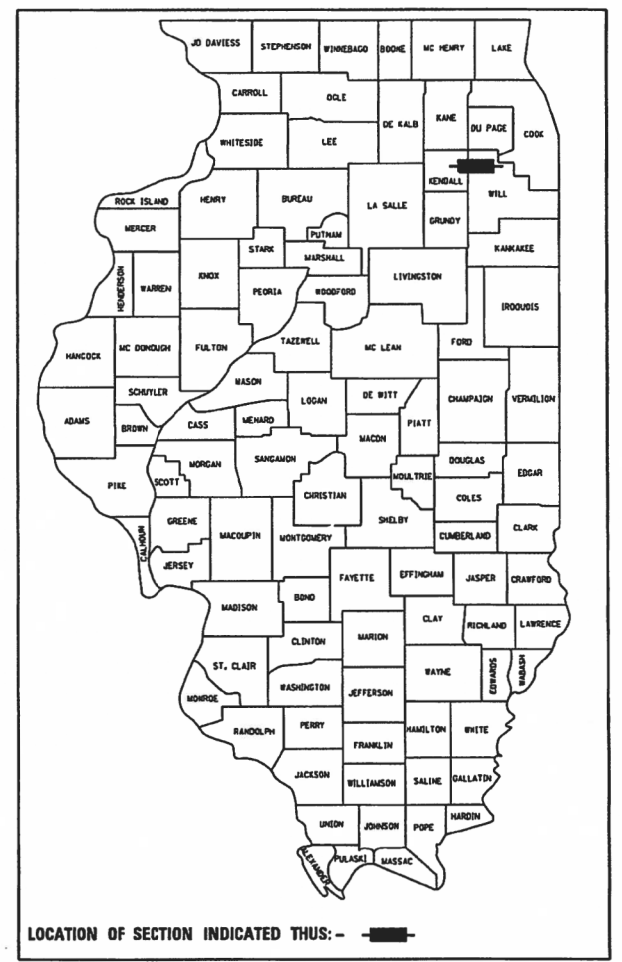 JO DAVIESS STEPHENSON WINNEBAGO BOONE MC HENRY LAKE
CARROLL OGLE DE KALB KANE DU PAGE COOK
WHITESIDE LEE
KENDALL WILL
ROCK ISLAND HENRY BUREAU LA SALLE GRUNDY
MERCER STARK PUTNAM KANKAKEE
MARSHALL
HENDERSON WARREN KNOX PEORIA WOODFORD LIVINGSTON IROQUOIS
HANCOCK MC DONOUGH FULTON TAZEWELL MC LEAN FORD
SCHUYLER MASON LOGAN DE WITT CHAMPAIGN VERMILION
ADAMS BROWN CASS MENARD PIATT
MACON
PIKE SCOTT MORGAN SANGAMON MOULTRIE DOUGLAS EDGAR
CHRISTIAN COLES
CALHOUN GREENE MACOUPIN MONTGOMERY SHELBY CUMBERLAND CLARK
JERSEY FAYETTE EFFINGHAM JASPER CRAWFORD
MADISON BOND
CLINTON MARION CLAY RICHLAND LAWRENCE
ST. CLAIR WAYNE EDWARDS WABASH
MONROE WASHINGTON JEFFERSON
RANDOLPH PERRY HAMILTON WHITE
FRANKLIN
JACKSON WILLIAMSON SALINE GALLATIN
UNION JOHNSON POPE HARDIN
ALEXANDER PULASKI MASSAC
LOCATION OF SECTION INDICATED THUS:-